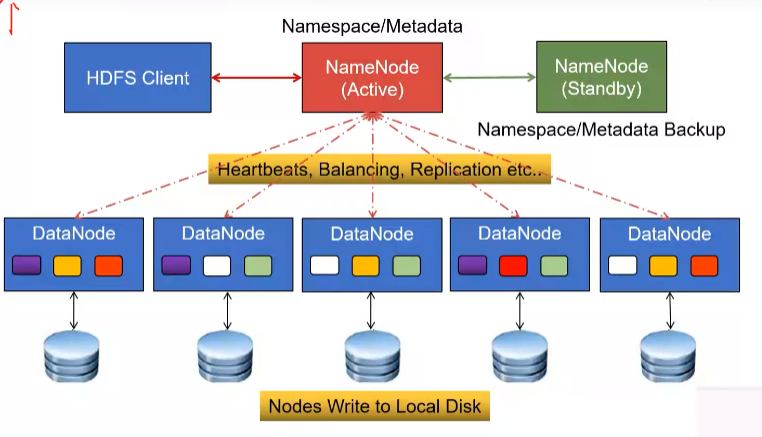 Namespace/Metadata
HDFS Client
NameNode
(Active)
NameNode
(Standby)
Namespace/Metadata Backup
Heartbeats, Balancing, Replication etc..
DataNode
DataNode
DataNode
DataNode
DataNode
Nodes Write to Local Disk